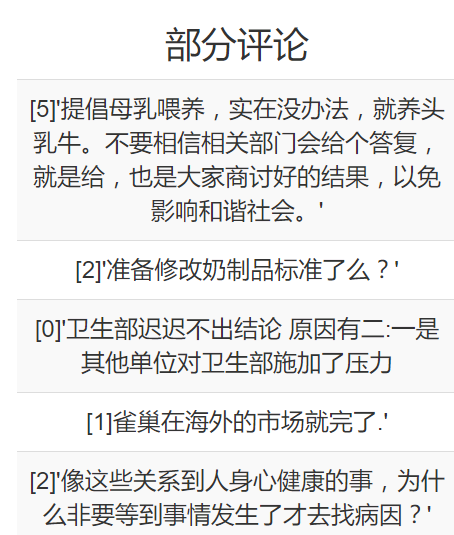 部分评论
[5]'提倡母乳喂养，实在没办法，就养头
乳牛。不要相信相关部门会给个答复，
就是给，也是大家商讨好的结果，以免
影响和谐社会。'
[2]'准备修改奶制品标准了么？'
[0]'卫生部迟迟不出结论 原因有二:一是
其他单位对卫生部施加了压力
[1]雀巢在海外的市场就完了.'
[2]'像这些关系到人身心健康的事，为什
么非要等到事情发生了才去找病因？'